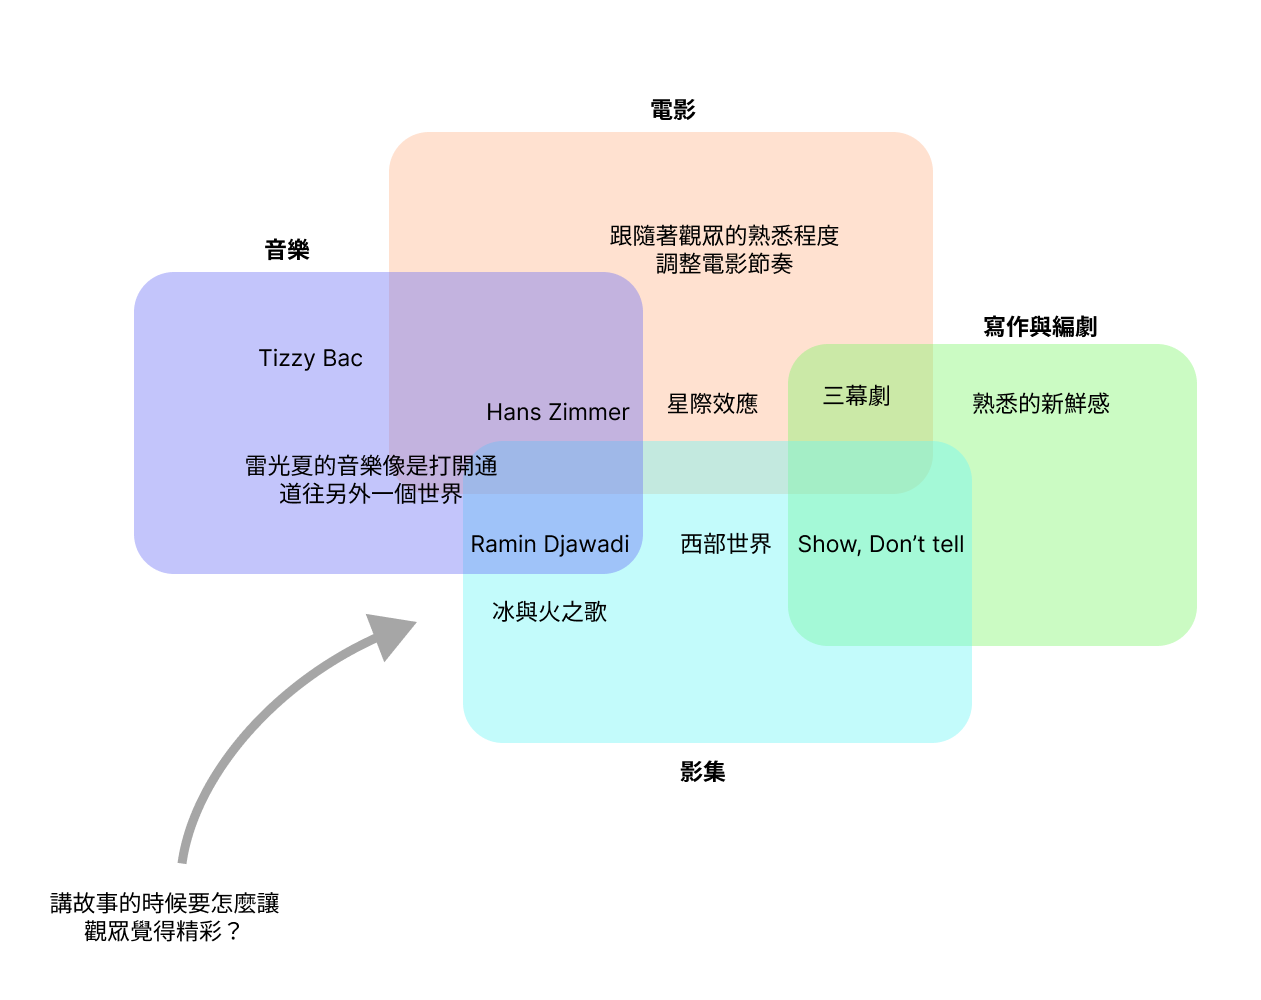 電影
跟隨著觀眾的熟悉程度
調整電影節奏
音樂
寫作與編劇
Tizzy Bac
Hans Zimmer
星際效應
三幕劇
熟悉的新鮮感
雷光夏的音樂像是打開通
道往另外一個世界
Ramin Djawadi
西部世界
Show, Don’t tell
冰與火之歌
影集
講故事的時候要怎麼讓
觀眾覺得精彩？